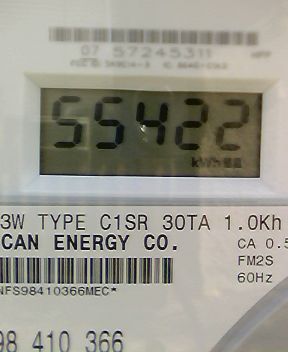 07 57245311
55422
kWh
3W TYPE C1SR 30TA 1.0Kh
CAN ENERGY CO.
CA 0.5
FM2S
60Hz
NFS98410366MEC*
98 410 366